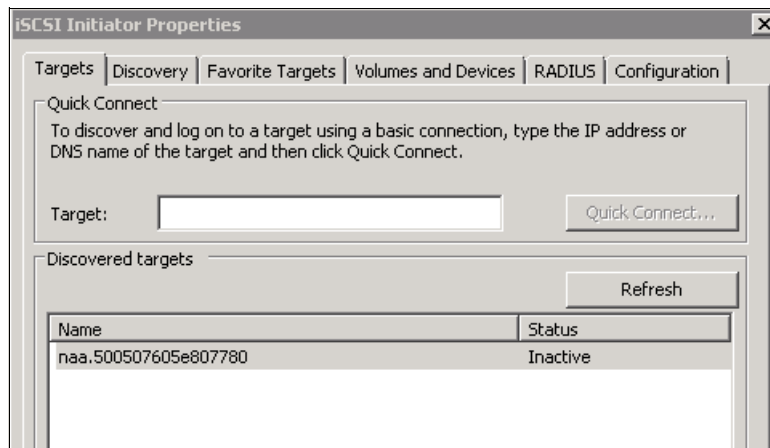 iSCSI Initiator Properties
Targets Discovery Favorite Targets Volumes and Devices RADIUS Configuration
Quick Connect
To discover and log on to a target using a basic connection, type the IP address or
DNS name of the target and then click Quick Connect.
Target: Quick Connect...
Discovered targets
Refresh
Name Status
naa.500507605e807780 Inactive